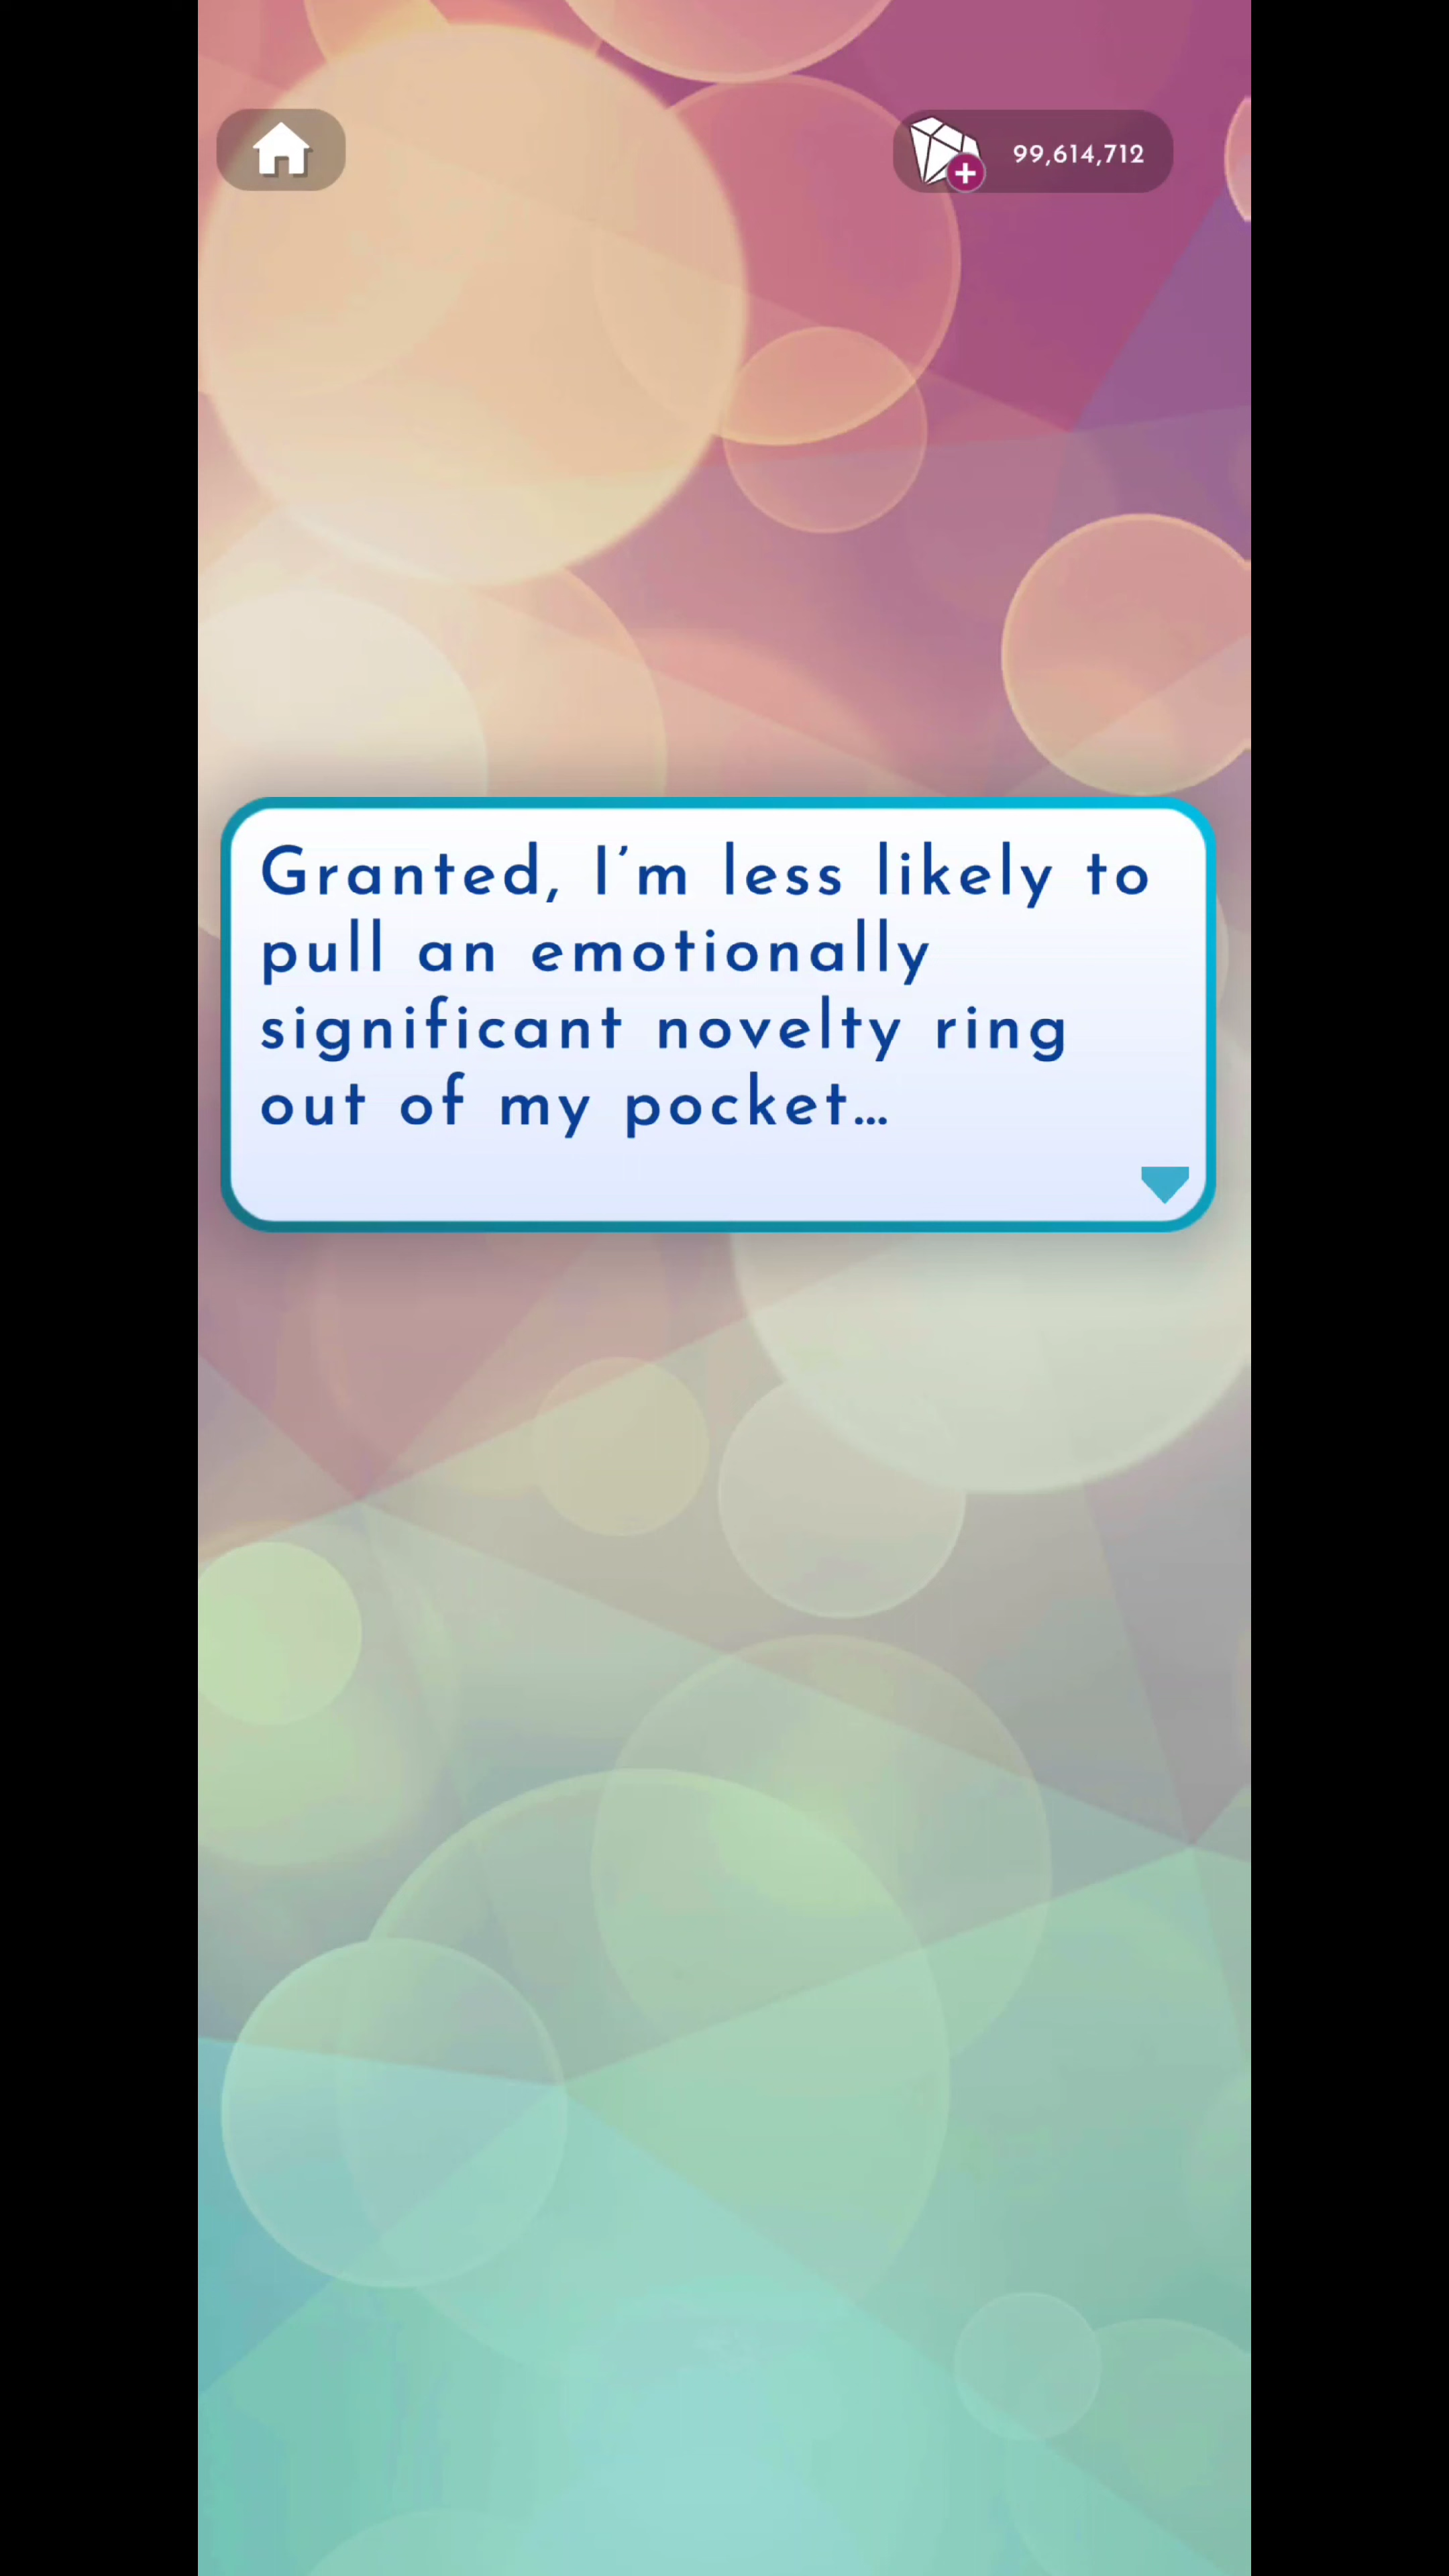 99,614,712
Granted, I’m less likely to
pull an emotionally
significant novelty ring
out of my pocket...